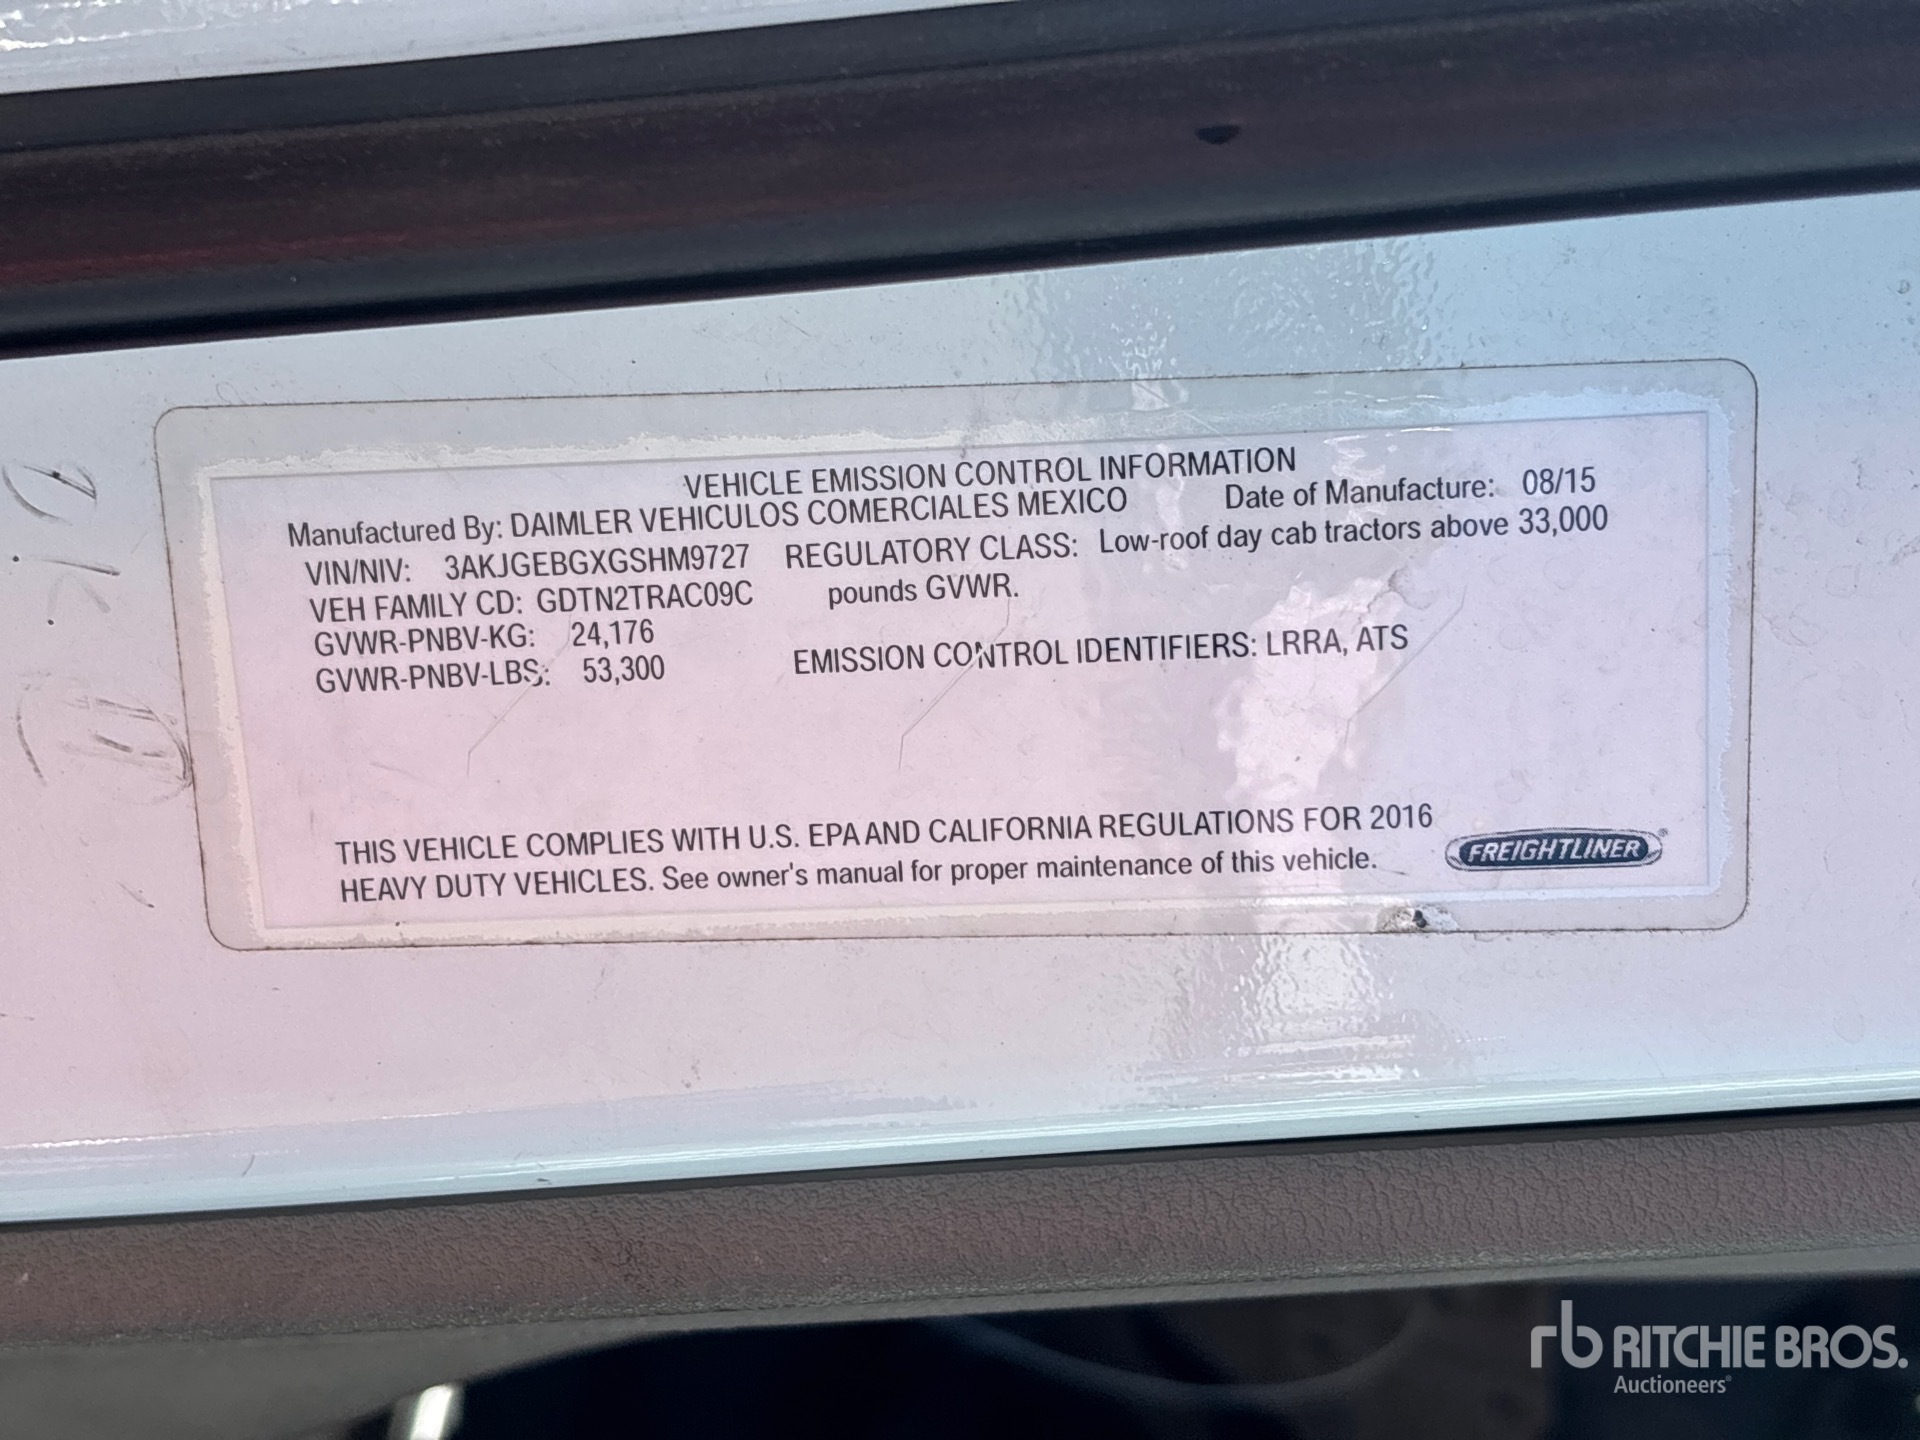 VEHICLE EMISSION CONTROL INFORMATION
Manufactured By: DAIMLER VEHICULOS COMERCIALES MEXICO Date of Manufacture: 08/15
VIN/NIV: 3AKJGEBGXGSHM9727 REGULATORY CLASS: Low-roof day cab tractors above 33,000
VEH FAMILY CD: GDTN2TRAC09C pounds GVWR.
GVWR-PNBV-KG: 24,176
GVWR-PNBV-LBS: 53,300 EMISSION CONTROL IDENTIFIERS: LRRA, ATS
THIS VEHICLE COMPLIES WITH U.S. EPA AND CALIFORNIA REGULATIONS FOR 2016
HEAVY DUTY VEHICLES. See owner's manual for proper maintenance of this vehicle.
FREIGHTLINER®
rb RITCHIE BROS.
Auctioneers®